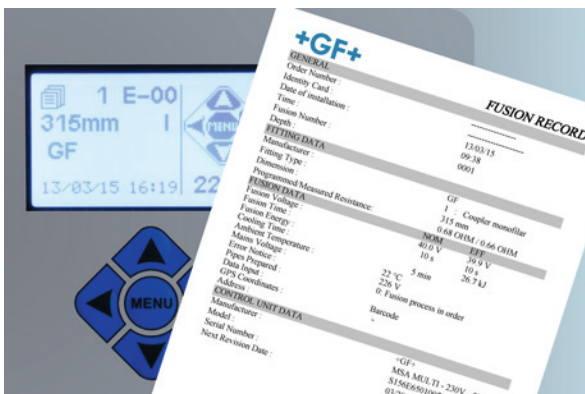 1 E-00
315mm I
GF
13/03/15 16:19 22
MENU
MENU
+GF+
FUSION RECORD
GENERAL
Order Number :
Identity Card : --------------
Date of installation : --------------
Time : 13/03/15
Fusion Number : 09:38
Depth : 0001
FITTING DATA
Manufacturer : GF
Fitting Type : I : Coupler monofilar
Dimension : 315 mm
Programmed/Measured Resistance: 0.68 OHM / 0.66 OHM
FUSION DATA NOM EFF
Fusion Voltage : 40.0 V 39.9 V
Fusion Time : 10 s 10 s
Fusion Energy : 26.7 kJ
Cooling Time : 5 min
Ambient Temperature : 22 °C
Mains Voltage : 226 V
Error Notice : 0: Fusion process in order
Pipes Prepared :
Data Input : Barcode
GPS Coordinates : -
Address :
CONTROL UNIT DATA
Manufacturer : +GF+
Model : MSA MULTI - 230V
Serial Number :
Next Revision Date :